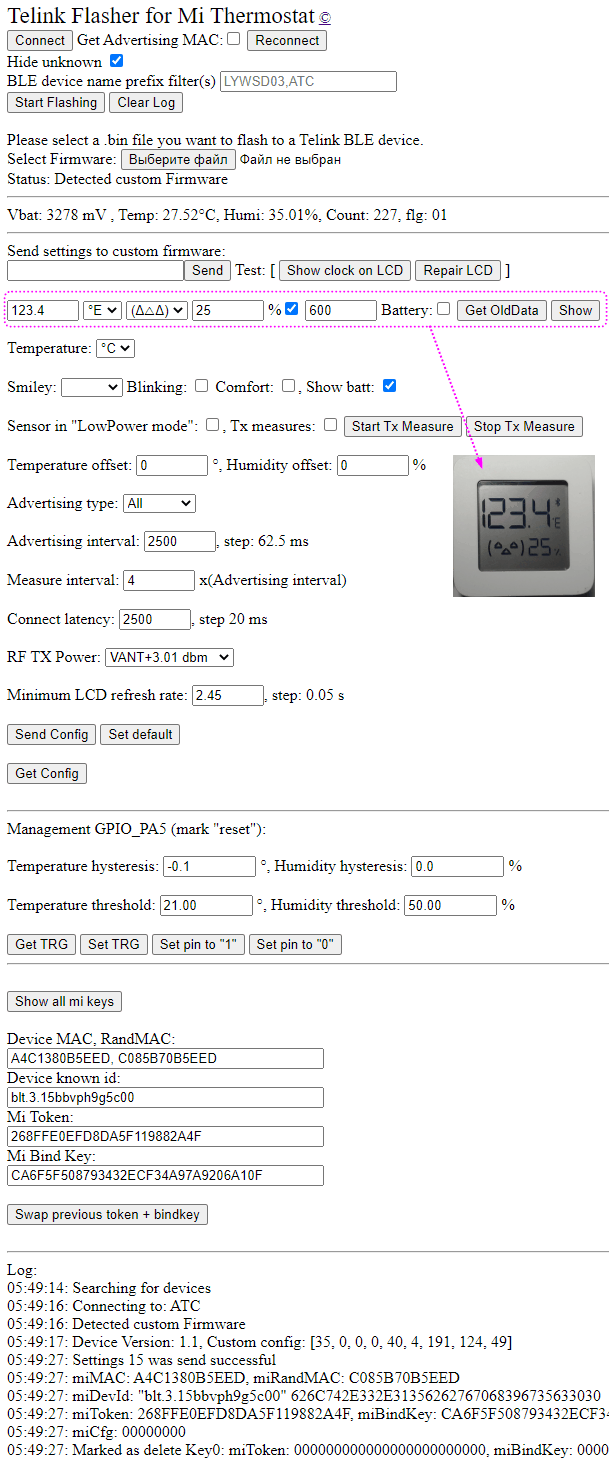 Telink Flasher for Mi Thermostat ©
Connect Get Advertising MAC: Reconnect
Hide unknown
BLE device name prefix filter(s) LYWSD03,ATC
Start Flashing Clear Log
Please select a .bin file you want to flash to a Telink BLE device.
Select Firmware: Выберите файл Файл не выбран
Status: Detected custom Firmware
Vbat: 3278 mV , Temp: 27.52°C, Humi: 35.01%, Count: 227, flg: 01
Send settings to custom firmware:
Send Test: [ Show clock on LCD Repair LCD ]
123.4 °E (Δ△Δ) 25 % 600 Battery: Get OldData Show
Temperature: °C
Smiley: Blinking: Comfort: , Show batt:
Sensor in "LowPower mode": , Tx measures: Start Tx Measure Stop Tx Measure
Temperature offset: 0 °, Humidity offset: 0 %
Advertising type: All
123.4 °E
(△△△) 25 %
Advertising interval: 2500, step: 62.5 ms
Measure interval: 4 x(Advertising interval)
Connect latency: 2500, step 20 ms
RF TX Power: VANT+3.01 dbm
Minimum LCD refresh rate: 2.45, step: 0.05 s
Send Config Set default
Get Config
Management GPIO_PA5 (mark "reset"):
Temperature hysteresis: -0.1 °, Humidity hysteresis: 0.0 %
Temperature threshold: 21.00 °, Humidity threshold: 50.00 %
Get TRG Set TRG Set pin to "1" Set pin to "0"
Show all mi keys
Device MAC, RandMAC:
A4C1380B5EED, C085B70B5EED
Device known id:
blt.3.15bbvph9g5c00
Mi Token:
268FFE0EFD8DA5F119882A4F
Mi Bind Key:
CA6F5F508793432ECF34A97A9206A10F
Swap previous token + bindkey
Log:
05:49:14: Searching for devices
05:49:16: Connecting to: ATC
05:49:16: Detected custom Firmware
05:49:17: Device Version: 1.1, Custom config: [35, 0, 0, 0, 40, 4, 191, 124, 49]
05:49:27: Settings 15 was send successful
05:49:27: miMAC: A4C1380B5EED, miRandMAC: C085B70B5EED
05:49:27: miDevId: "blt.3.15bbvph9g5c00" 626C742E332E31356262767068396735633030
05:49:27: miToken: 268FFE0EFD8DA5F119882A4F, miBindKey: CA6F5F508793432ECF34
05:49:27: miCfg: 00000000
05:49:27: Marked as delete Key0: miToken: 000000000000000000000000, miBindKey: 0000